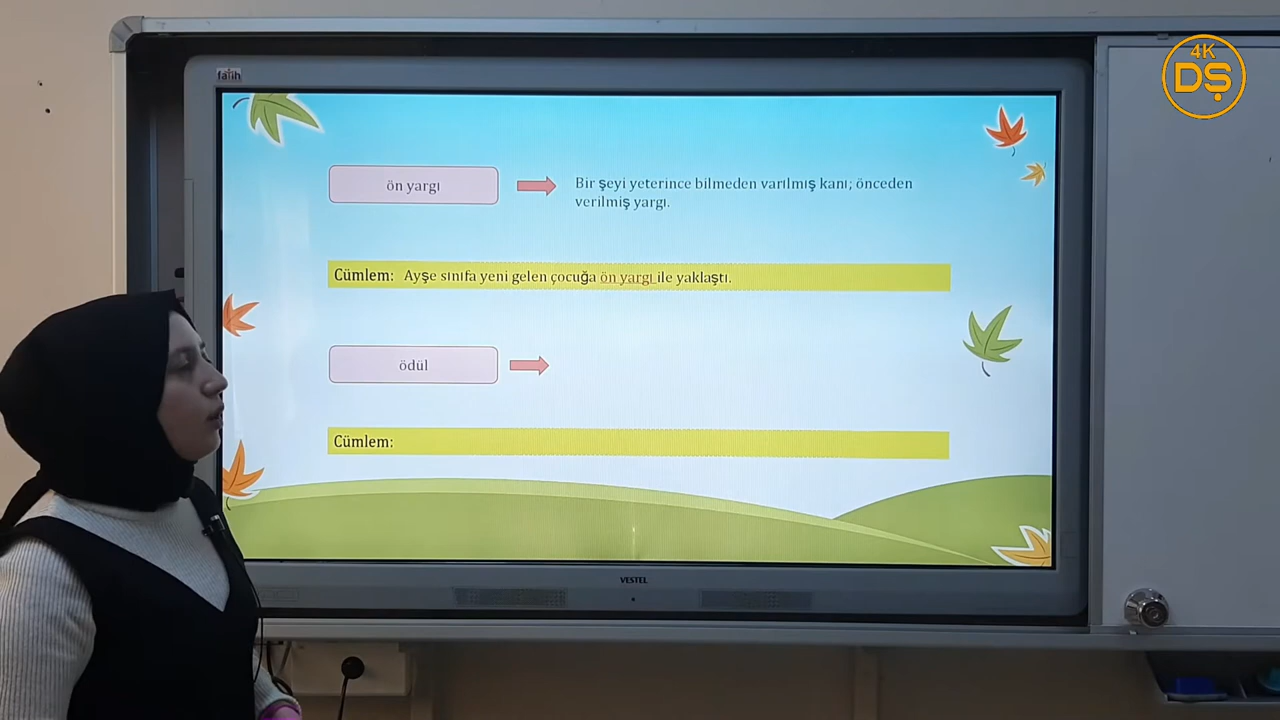 4K
DŞ
fatih
ön yargı
Bir şeyi yeterince bilmeden varılmış kanı; önceden
verilmiş yargı.
Cümlem: Ayşe sınıfa yeni gelen çocuğa ön yargı ile yaklaştı.
ödül
Cümlem:
VESTEL